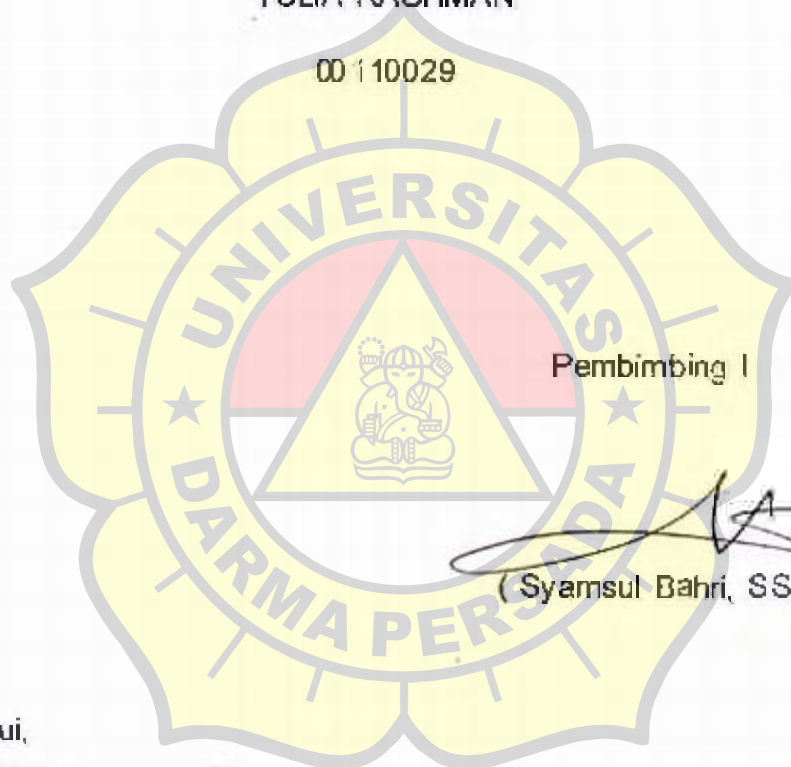 00110029
UNIVERSITAS
DARMA PERSADA
Pembimbing I
( Syamsul Bahri, SS
ui,